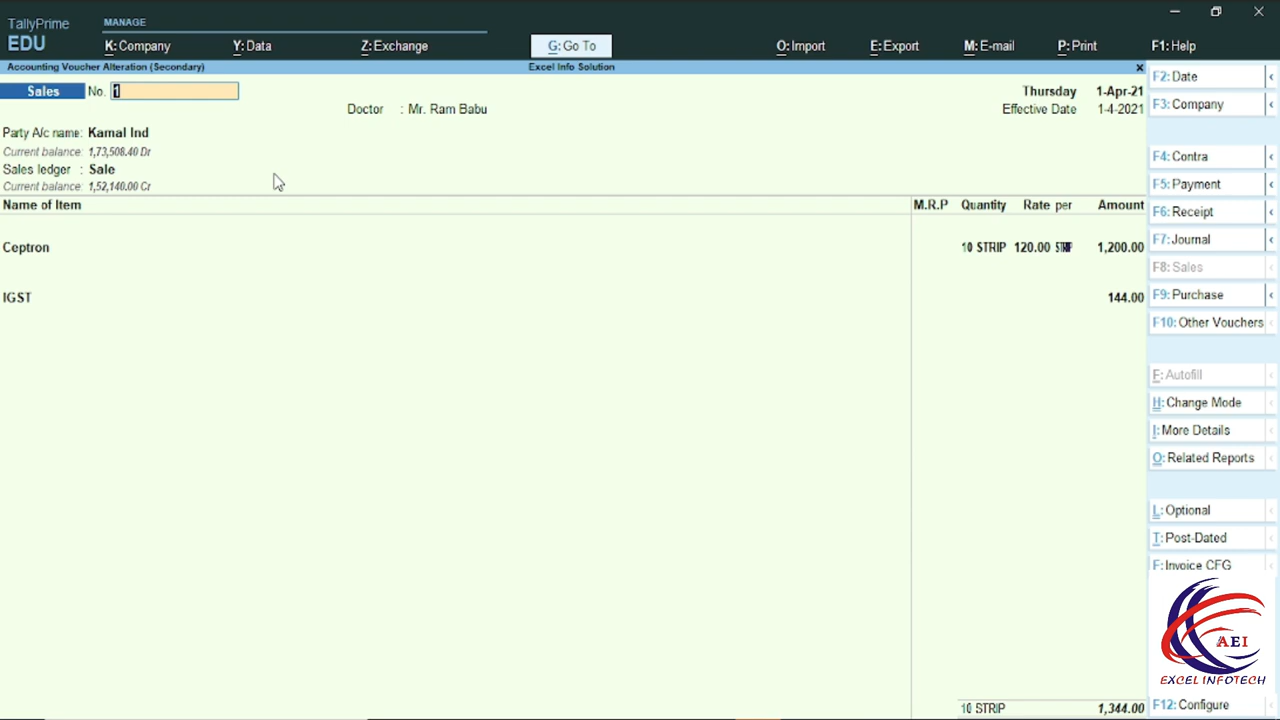 TallyPrime
EDU
MANAGE
K: Company
Y: Data
Z: Exchange
G: Go To
O: Import
E: Export
M: E-mail
P: Print
F1: Help
Accounting Voucher Alteration (Secondary)
Excel Info Solution
Sales
No. 1
Thursday
1-Apr-21
Doctor : Mr. Ram Babu
Effective Date 1-4-2021
Party A/c name: Kamal Ind
Current balance: 1,73,508.40 Dr
Sales ledger : Sale
Current balance: 1,52,140.00 Cr
Name of Item M.R.P Quantity Rate per Amount
Ceptron 10 STRIP 120.00 STRIP 1,200.00
IGST 144.00
10 STRIP 1,344.00
F2: Date
F3: Company
F4: Contra
F5: Payment
F6: Receipt
F7: Journal
F8: Sales
F9: Purchase
F10: Other Vouchers
F: Autofill
H: Change Mode
I: More Details
O: Related Reports
L: Optional
T: Post-Dated
F: Invoice CFG
AEI
EXCEL INFOTECH
F12: Configure